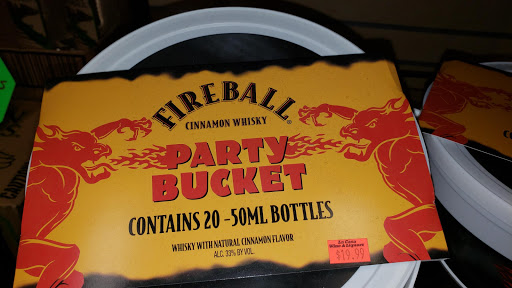 FIREBALL®
CINNAMON WHISKY
PARTY
BUCKET
CONTAINS 20 -50ML BOTTLES
WHISKY WITH NATURAL CINNAMON FLAVOR
ALC. 33% BY VOL.
$19.99